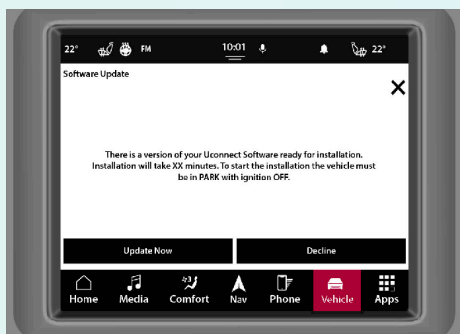 22° FM 10:01 22°
Software Update
There is a version of your Uconnect Software ready for installation.
Installation will take XX minutes. To start the installation the vehicle must
be in PARK with ignition OFF.
Update Now Decline
Home Media Comfort Nav Phone Vehicle Apps